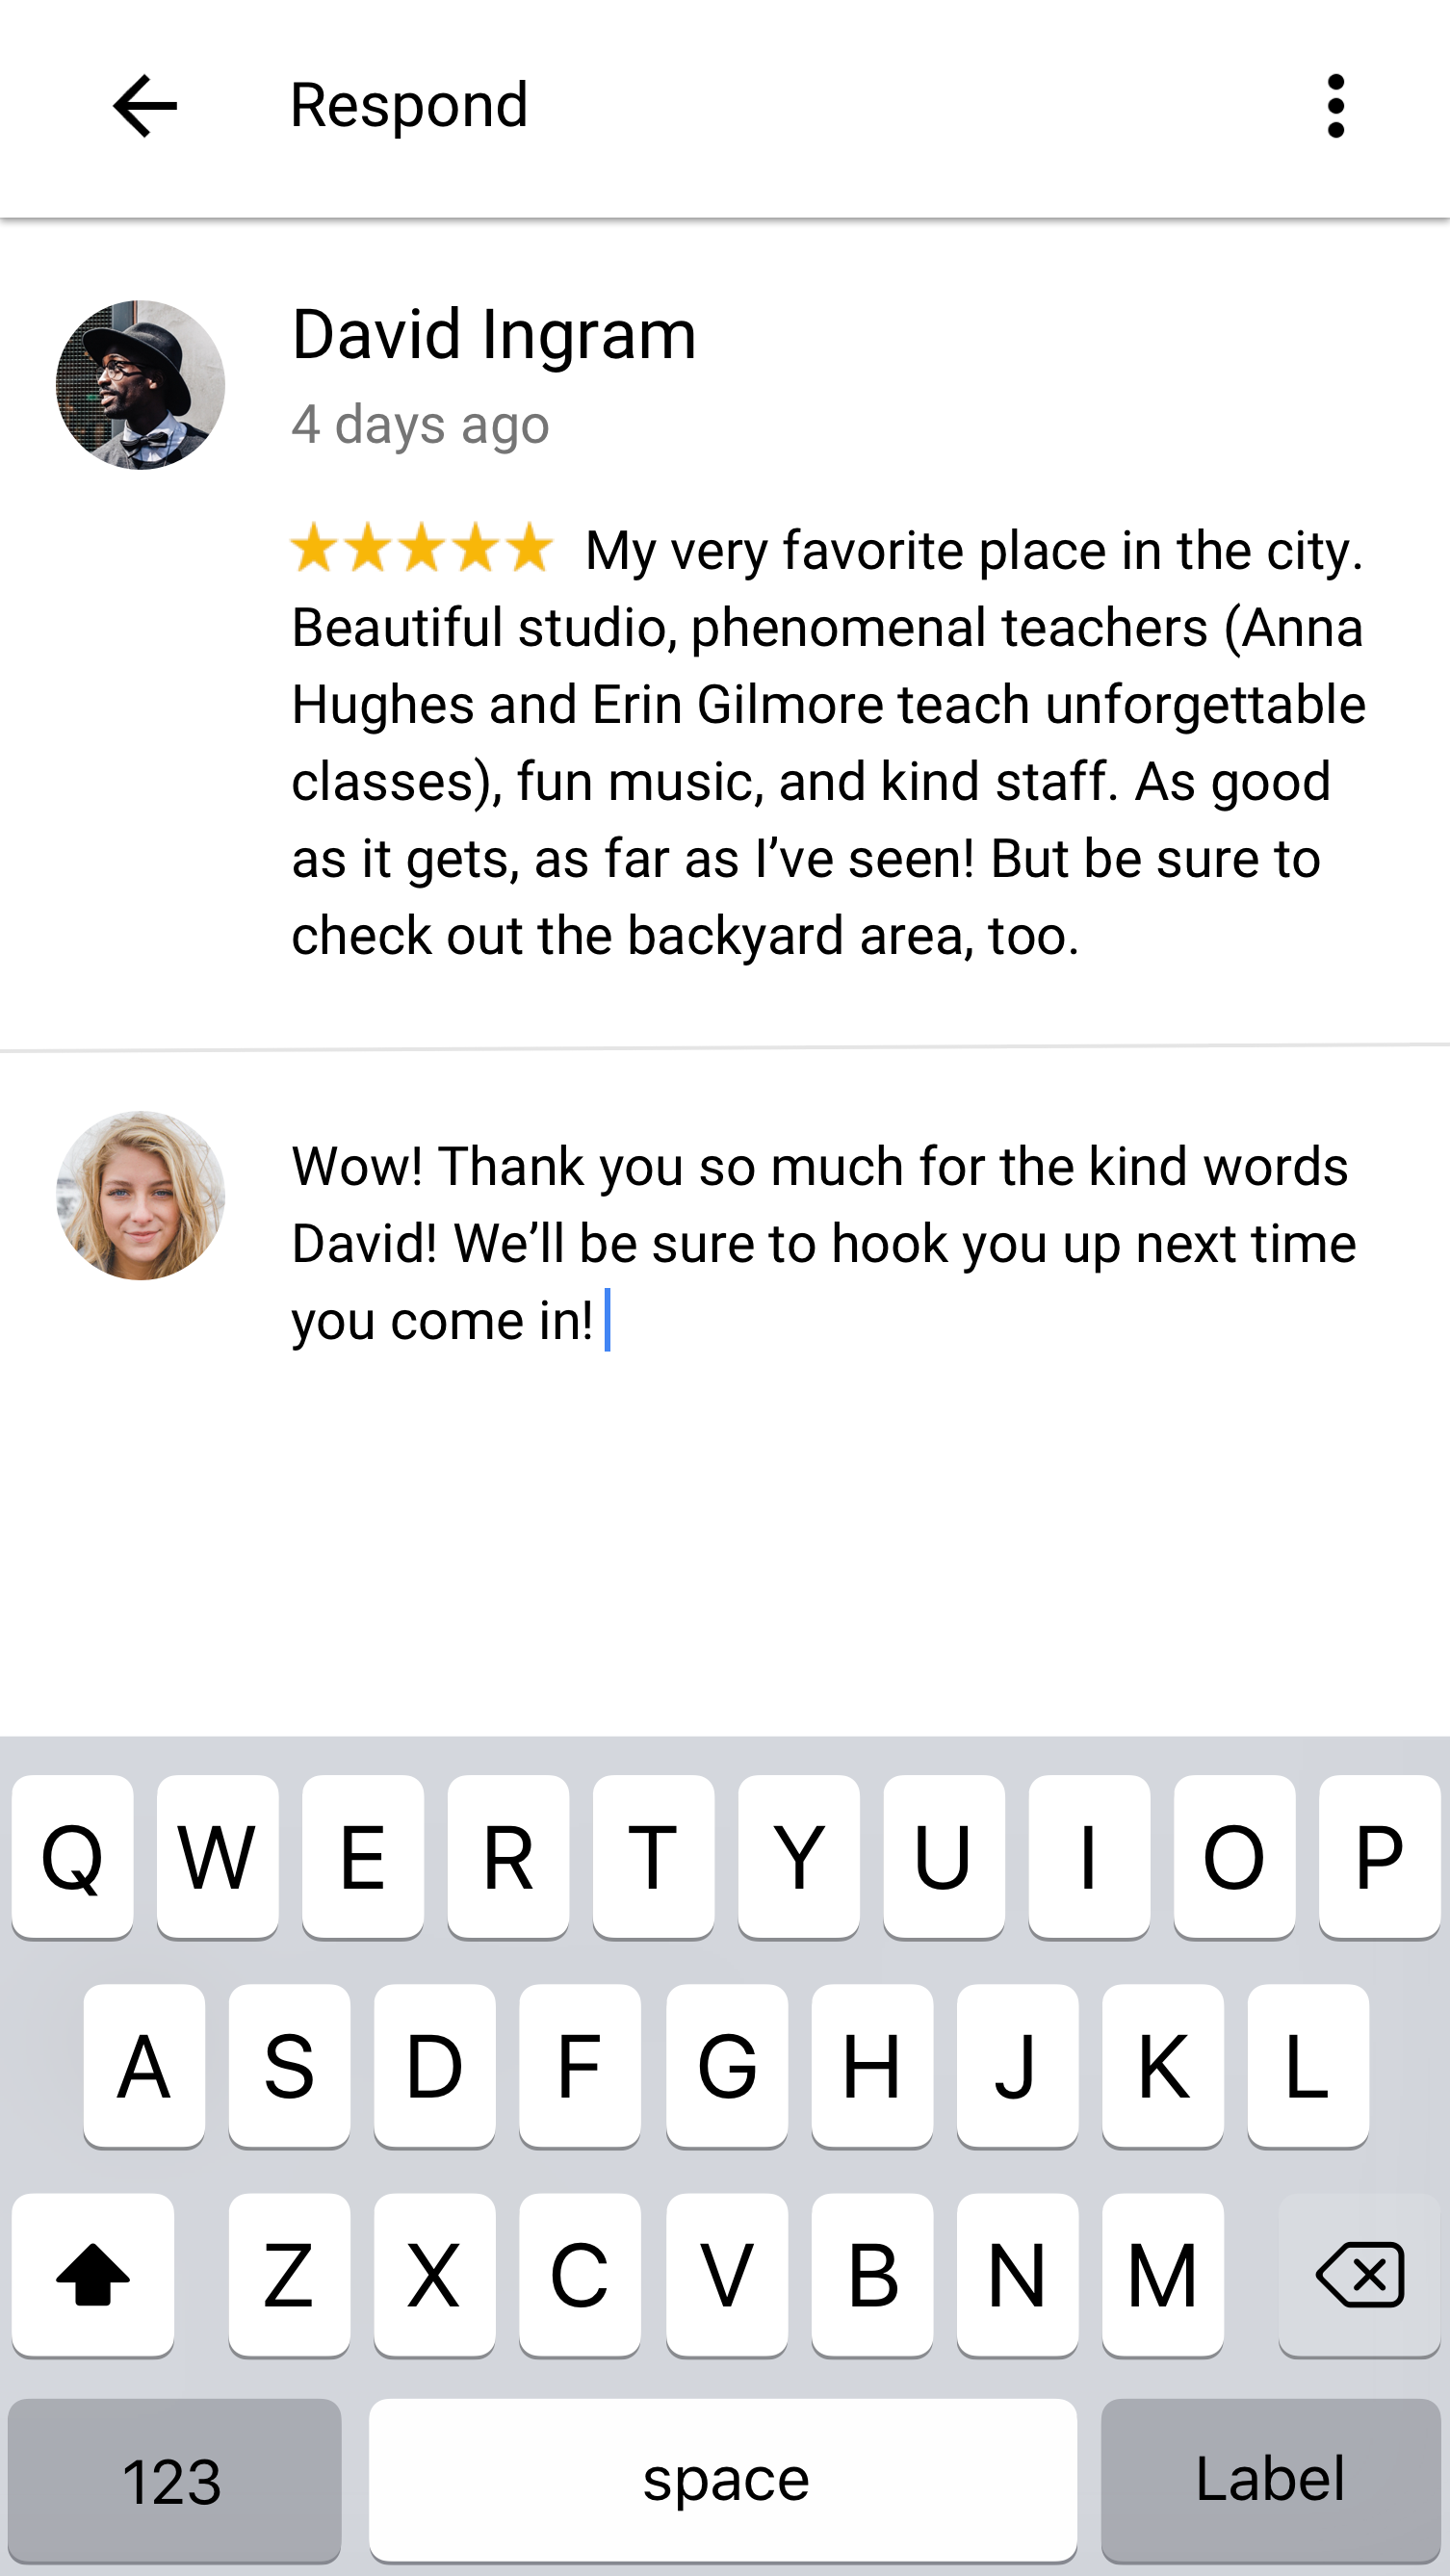 Respond
David Ingram
4 days ago
★★★★★ My very favorite place in the city.
Beautiful studio, phenomenal teachers (Anna
Hughes and Erin Gilmore teach unforgettable
classes), fun music, and kind staff. As good
as it gets, as far as I’ve seen! But be sure to
check out the backyard area, too.
Wow! Thank you so much for the kind words
David! We’ll be sure to hook you up next time
you come in!
Q W E R T Y U I O P
A S D F G H J K L
Z X C V B N M
123 space Label